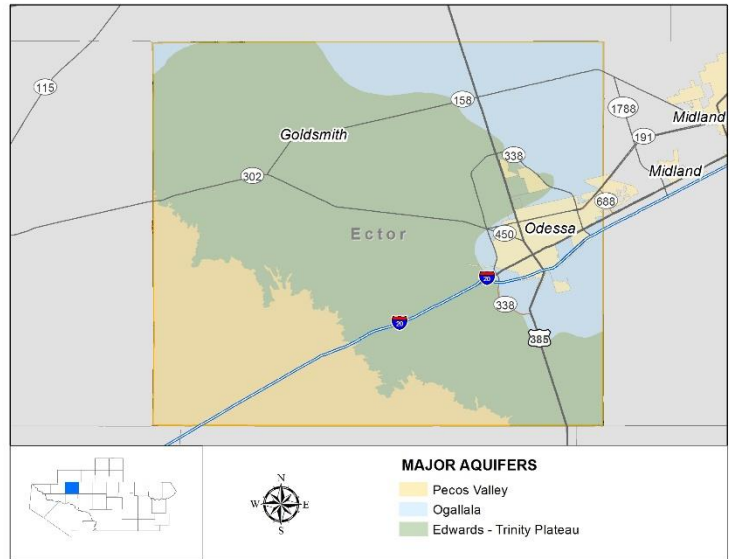 115
158
1788
Midland
Goldsmith
191
338
Midland
302
688
Ector
450
Odessa
20
338
20
385
N
W
E
S
MAJOR AQUIFERS
Pecos Valley
Ogallala
Edwards - Trinity Plateau